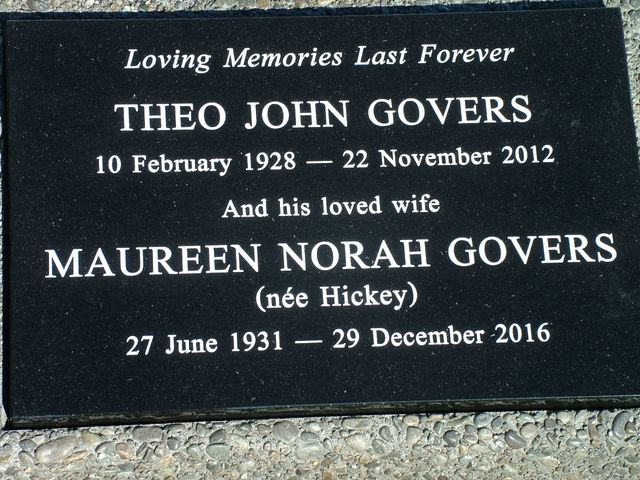 Loving Memories Last Forever
THEO JOHN GOVERS
10 February 1928 — 22 November 2012
And his loved wife
MAUREEN NORAH GOVERS
(née Hickey)
27 June 1931 — 29 December 2016